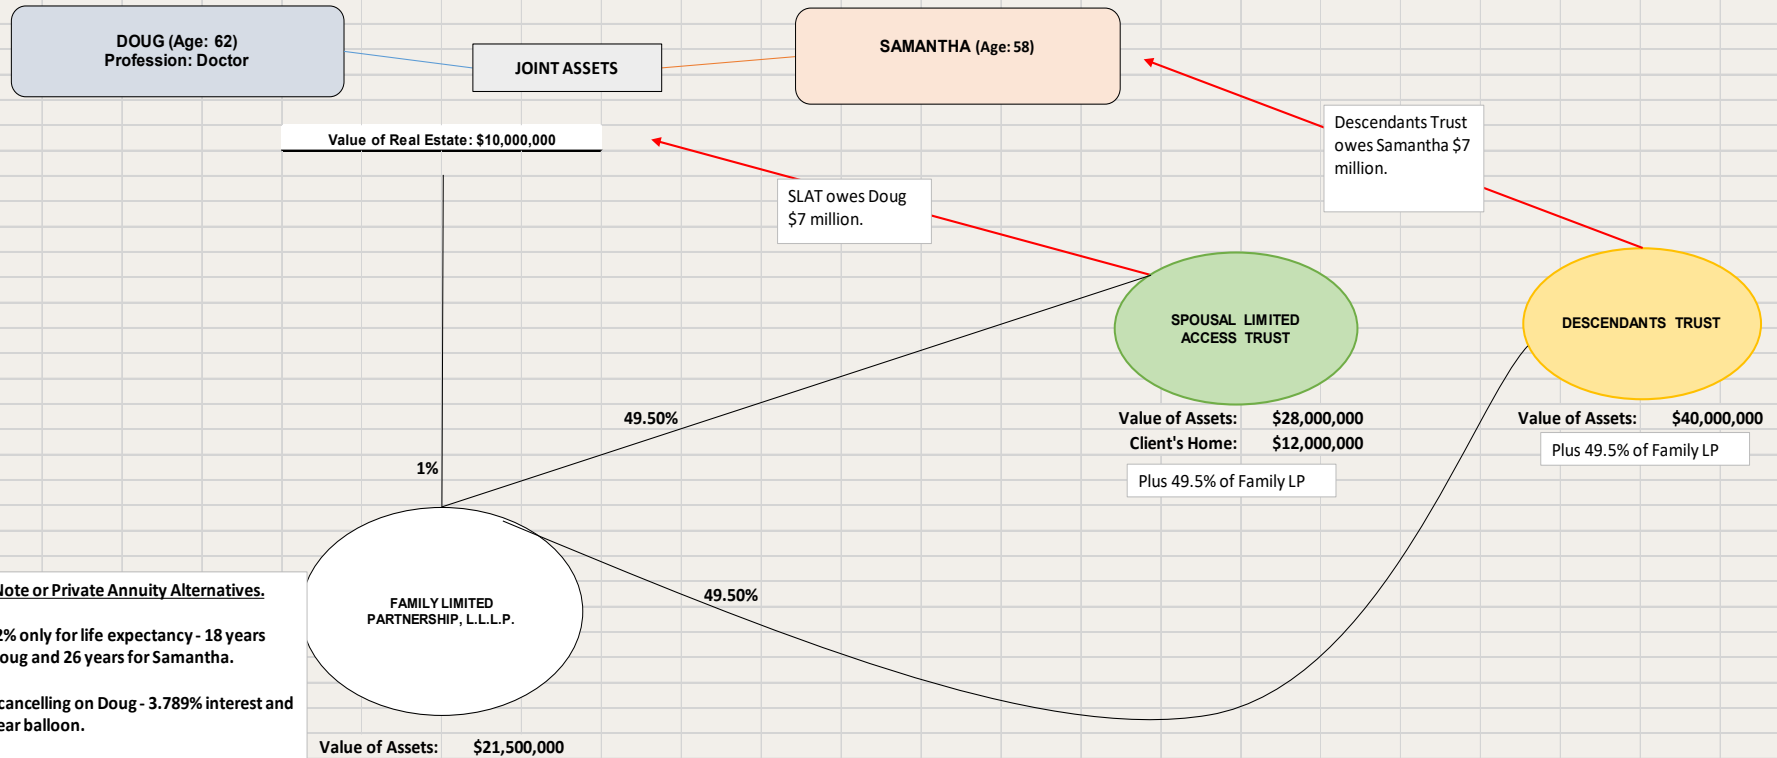 DOUG (Age: 62)
Profession: Doctor
JOINT ASSETS
SAMANTHA (Age: 58)
Value of Real Estate: $10,000,000
Descendants Trust
owes Samantha $7
million.
SLAT owes Doug
$7 million.
SPOUSAL LIMITED
ACCESS TRUST
DESCENDANTS TRUST
Value of Assets: $28,000,000
Client's Home: $12,000,000
Plus 49.5% of Family LP
Value of Assets: $40,000,000
Plus 49.5% of Family LP
49.50%
1%
49.50%
FAMILY LIMITED
PARTNERSHIP, L.L.L.P.
Value of Assets: $21,500,000
Note or Private Annuity Alternatives.
2% only for life expectancy - 18 years
oug and 26 years for Samantha.
cancelling on Doug - 3.789% interest and
ear balloon.